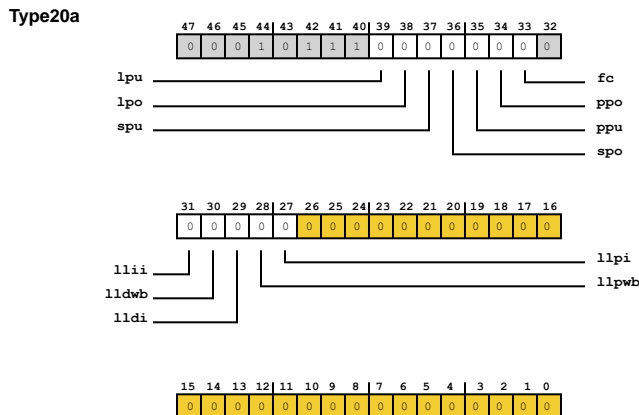 Type20a
47 46 45 44 43 42 41 40 39 38 37 36 35 34 33 32
0 0 0 1 0 1 1 1 0 0 0 0 0 0 0 0
lpu fc
lpo ppo
spu ppu
spo
31 30 29 28 27 26 25 24 23 22 21 20 19 18 17 16
0 0 0 0 0 0 0 0 0 0 0 0 0 0 0 0
llii llpi
lldwb llpwb
lldi
15 14 13 12 11 10 9 8 7 6 5 4 3 2 1 0
0 0 0 0 0 0 0 0 0 0 0 0 0 0 0 0